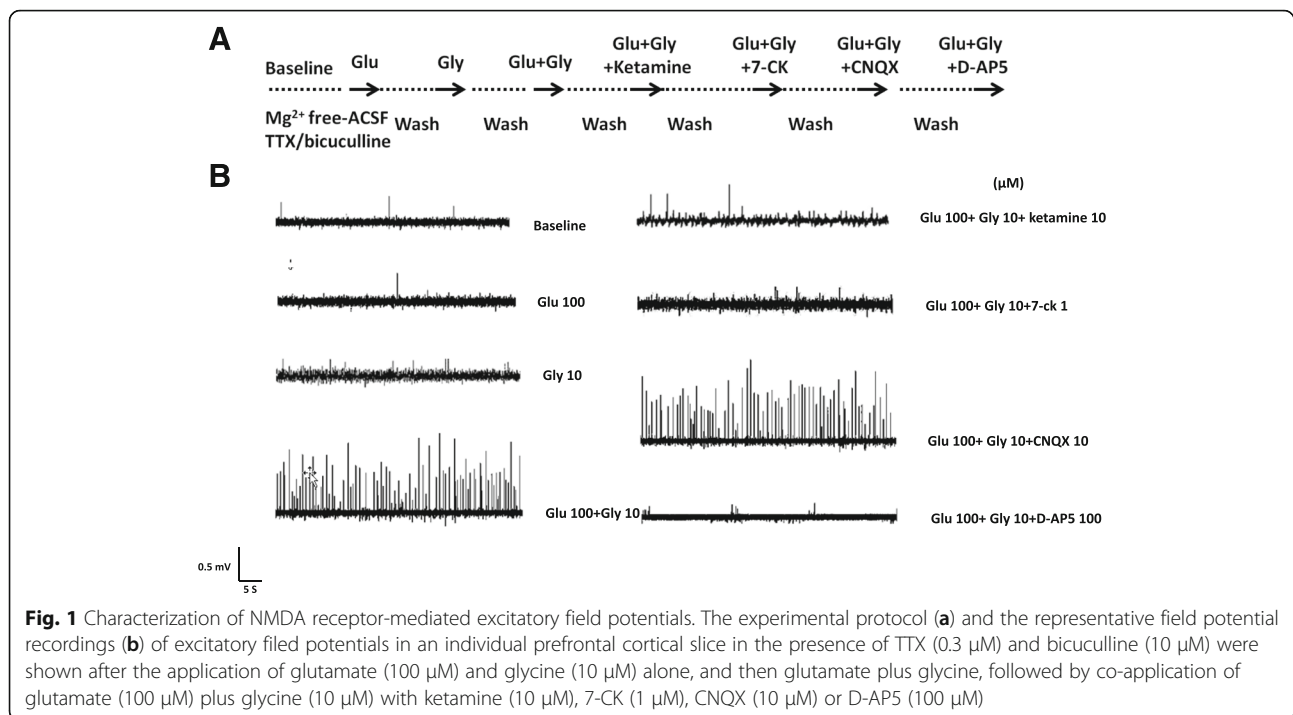 A
Baseline
Glu
Gly
Glu+Gly
Glu+Gly
+Ketamine
Glu+Gly
+7-CK
Glu+Gly
+CNQX
Glu+Gly
+D-AP5
Mg2+ free-ACSF
TTX/bicuculline
Wash
Wash
Wash
Wash
Wash
Wash
B
Baseline
Glu 100
Gly 10
Glu 100+Gly 10
0.5 mV
5 S
(µM)
Glu 100+ Gly 10+ ketamine 10
Glu 100+ Gly 10+7-ck 1
Glu 100+ Gly 10+CNQX 10
Glu 100+ Gly 10+D-AP5 100
Fig. 1 Characterization of NMDA receptor-mediated excitatory field potentials. The experimental protocol (a) and the representative field potential
recordings (b) of excitatory filed potentials in an individual prefrontal cortical slice in the presence of TTX (0.3 µM) and bicuculline (10 µM) were
shown after the application of glutamate (100 µM) and glycine (10 µM) alone, and then glutamate plus glycine, followed by co-application of
glutamate (100 µM) plus glycine (10 µM) with ketamine (10 µM), 7-CK (1 µM), CNQX (10 µM) or D-AP5 (100 µM)